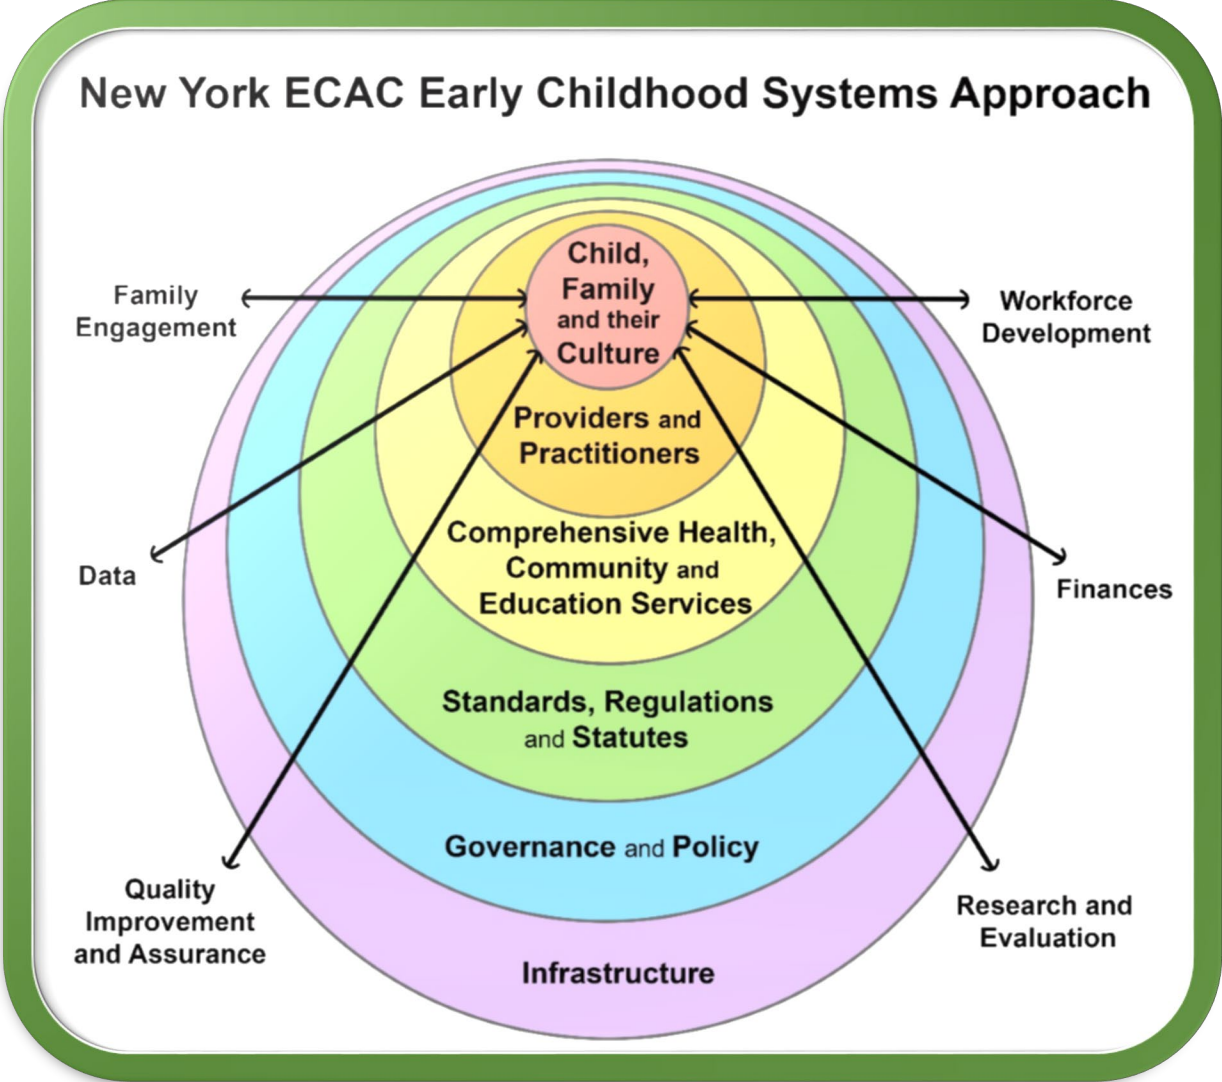 New York ECAC Early Childhood Systems Approach
Child,
Family
and their
Culture
Family
Engagement
Workforce
Development
Providers and
Practitioners
Comprehensive Health,
Community and
Education Services
Data
Finances
Standards, Regulations
and Statutes
Governance and Policy
Quality
Improvement
and Assurance
Research and
Evaluation
Infrastructure